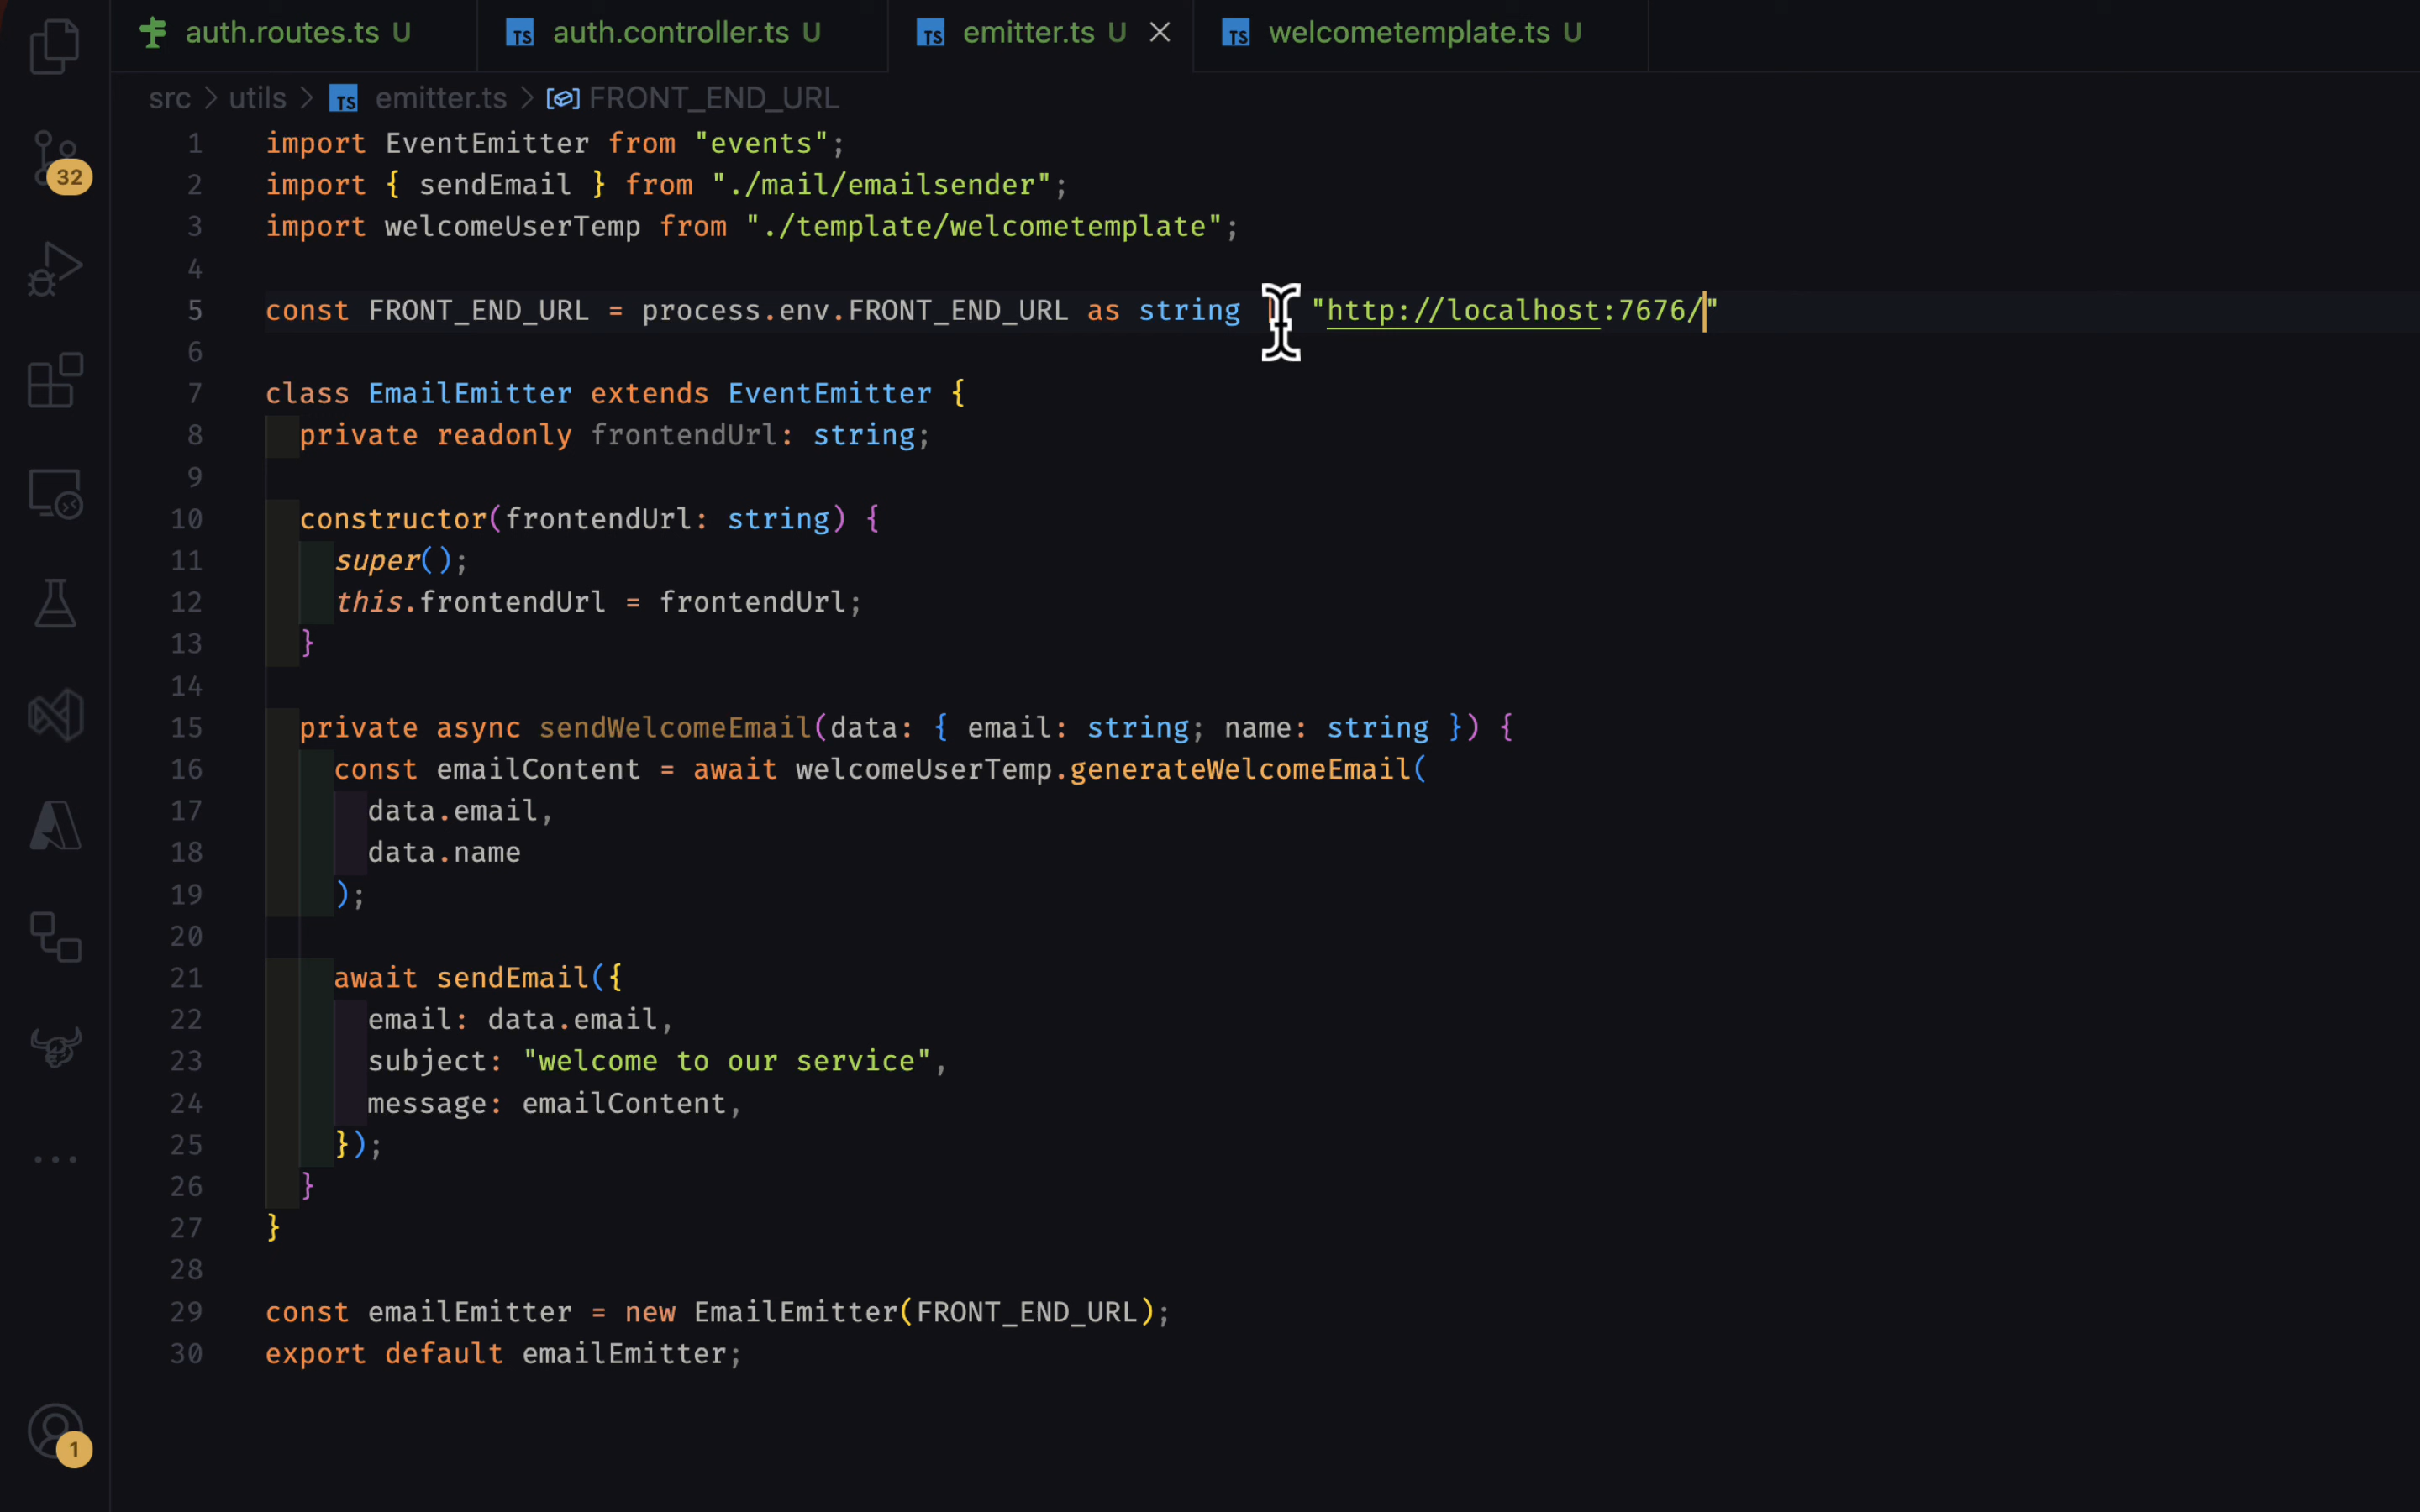 auth.routes.ts U
TS auth.controller.ts U
TS emitter.ts U
TS welcometemplate.ts U
src > utils > TS emitter.ts > FRONT_END_URL
32
1 import EventEmitter from "events";
2 import { sendEmail } from "./mail/emailsender";
3 import welcomeUserTemp from "./template/welcometemplate";
4
5 const FRONT_END_URL = process.env.FRONT_END_URL as string "http://localhost:7676/"
6
7 class EmailEmitter extends EventEmitter {
8 private readonly frontendUrl: string;
9
10 constructor(frontendUrl: string) {
11 super();
12 this.frontendUrl = frontendUrl;
13 }
14
15 private async sendWelcomeEmail(data: { email: string; name: string }) {
16 const emailContent = await welcomeUserTemp.generateWelcomeEmail(
17 data.email,
18 data.name
19 );
20
21 await sendEmail({
22 email: data.email,
23 subject: "welcome to our service",
24 message: emailContent,
25 });
26 }
27 }
28
29 const emailEmitter = new EmailEmitter(FRONT_END_URL);
30 export default emailEmitter;
1